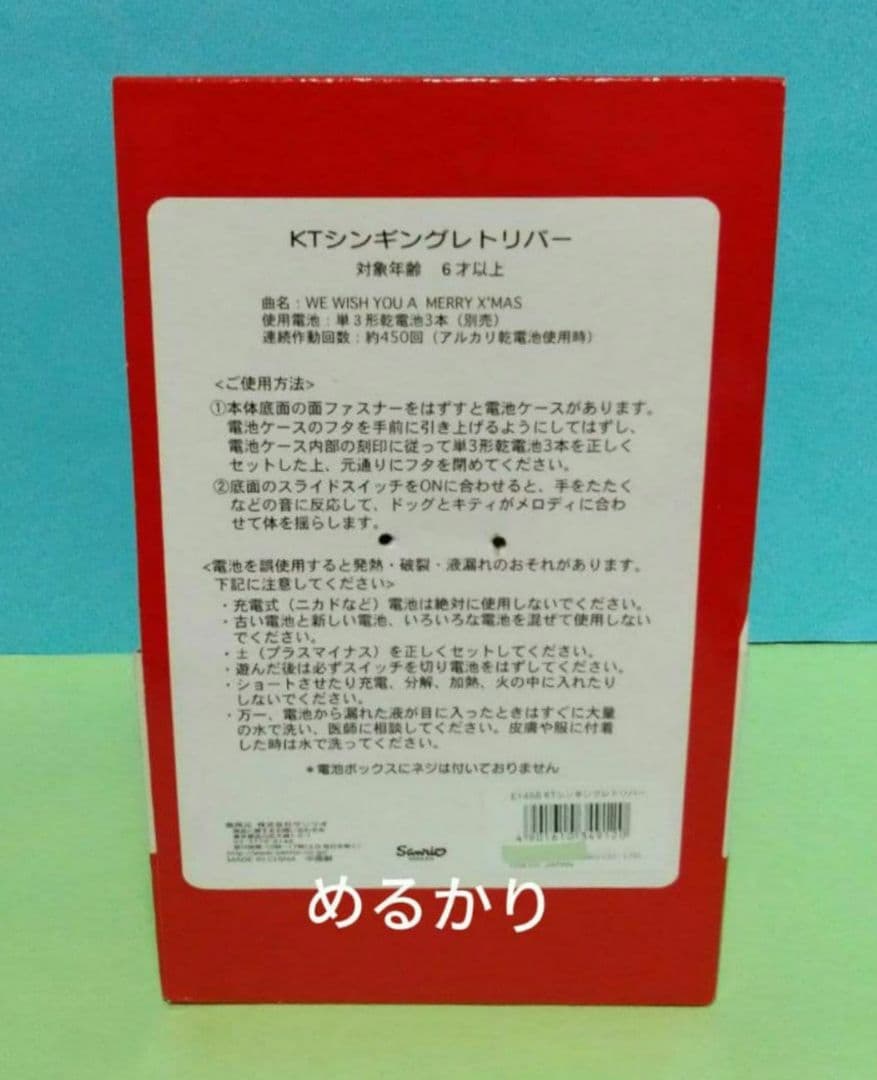 KTシンギングレトリバー
対象年齢　6才以上
曲名：WE WISH YOU A MERRY X'MAS
使用電池：単3形乾電池3本（別売）
連続作動回数：約450回（アルカリ乾電池使用時）
<ご使用方法>
①本体底面の面ファスナーをはずすと電池ケースがあります。
電池ケースのフタを手前に引き上げるようにしてはずし、
電池ケース内部の刻印に従って単3形乾電池3本を正しく
セットした上、元通りにフタを閉めてください。
②底面のスライドスイッチをONに合わせると、手をたたく
などの音に反応して、ドッグとキティがメロディに合わ
せて体を揺らします。
<電池を誤使用すると発熱・破裂・液漏れのおそれがあります。
下記に注意してください>
・充電式（ニカドなど）電池は絶対に使用しないでください。
・古い電池と新しい電池、いろいろな電池を混ぜて使用しない
でください。
・±（プラスマイナス）を正しくセットしてください。
・遊んだ後は必ずスイッチを切り電池をはずしてください。
・ショートさせたり充電、分解、加熱、火の中に入れたり
しないでください。
・万一、電池から漏れた液が目に入ったときはすぐに大量
の水で洗い、医師に相談してください。皮膚や服に付着
した時は水で洗ってください。
＊電池ボックスにネジは付いておりません
KTシンギングレトリバー
発売元 株式会社サンリオ
MADE IN CHINA 中国製
Sanrio
めるかり